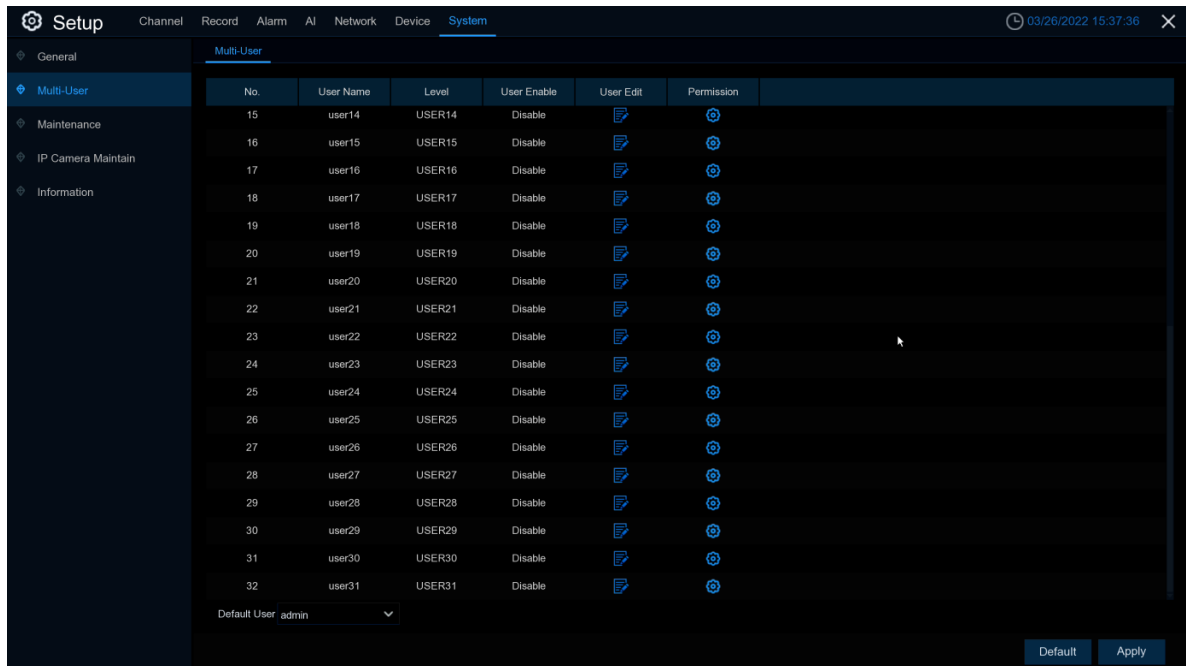 Setup Channel Record Alarm AI Network Device System 03/26/2022 15:37:36
General
Multi-User
Maintenance
IP Camera Maintain
Information
Multi-User
No. User Name Level User Enable User Edit Permission
15 user14 USER14 Disable
16 user15 USER15 Disable
17 user16 USER16 Disable
18 user17 USER17 Disable
19 user18 USER18 Disable
20 user19 USER19 Disable
21 user20 USER20 Disable
22 user21 USER21 Disable
23 user22 USER22 Disable
24 user23 USER23 Disable
25 user24 USER24 Disable
26 user25 USER25 Disable
27 user26 USER26 Disable
28 user27 USER27 Disable
29 user28 USER28 Disable
30 user29 USER29 Disable
31 user30 USER30 Disable
32 user31 USER31 Disable
Default User admin
Default Apply